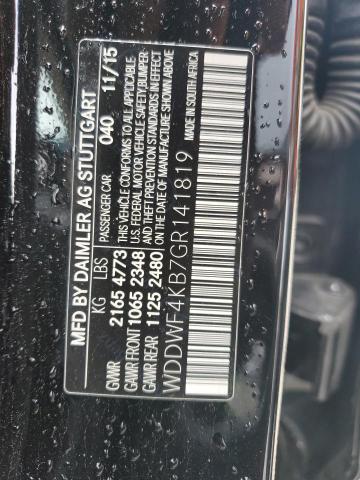 MFD BY DAIMLER AG-STUTTGART
KG LBS PASSENGER CAR 040 11/15
GVWR 2165 4773 THIS VEHICLE CONFORMS TO ALL APPLICABLE
GAWR FRONT 1065 2348 U.S. FEDERAL MOTOR VEHICLE SAFETY,BUMPER-
GAWR REAR 1125 2480 AND THEFT PREVENTION STANDARDS IN EFFECT
ON THE DATE OF MANUFACTURE SHOWN ABOVE
WDDWF4KB7GR141819
MADE IN SOUTH AFRICA